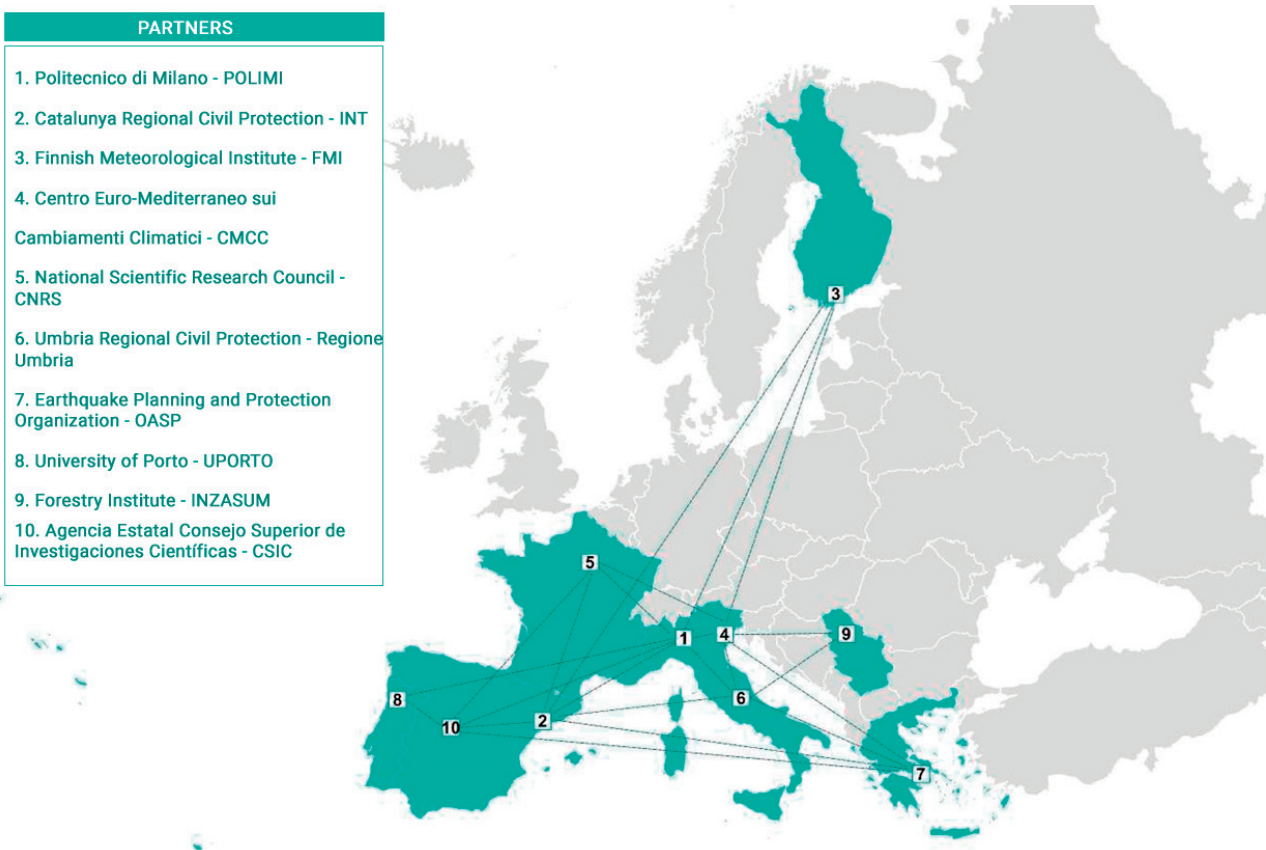 PARTNERS
1. Politecnico di Milano - POLIMI
2. Catalunya Regional Civil Protection - INT
3. Finnish Meteorological Institute - FMI
4. Centro Euro-Mediterraneo sui
Cambiamenti Climatici - CMCC
5. National Scientific Research Council -
CNRS
6. Umbria Regional Civil Protection - Regione
Umbria
7. Earthquake Planning and Protection
Organization - OASP
8. University of Porto - UPORTO
9. Forestry Institute - INZASUM
10. Agencia Estatal Consejo Superior de
Investigaciones Científicas - CSIC
3
5
1
4
9
8
10
2
6
7